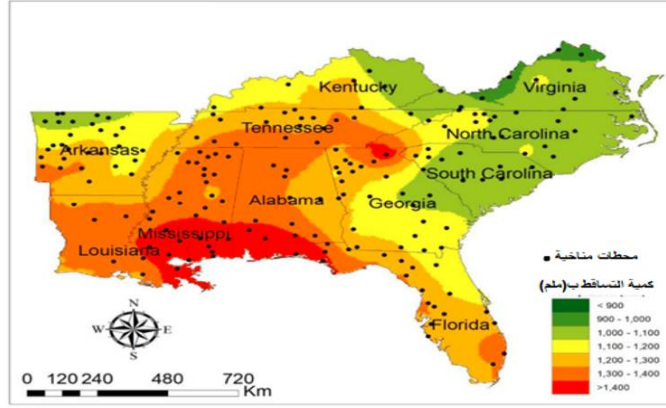 Kentucky
Virginia
Tennessee
North Carolina
Arkansas
South Carolina
Alabama
Georgia
Mississippi
Louisiana
Florida
محطات مناخية
كمية التساقط ب(ملم)
< 900
900 - 1,000
1,000 - 1,100
1,100 - 1,200
1,200 - 1,300
1,300 - 1,400
>1,400
N
W E
S
0 120 240 480 720
Km